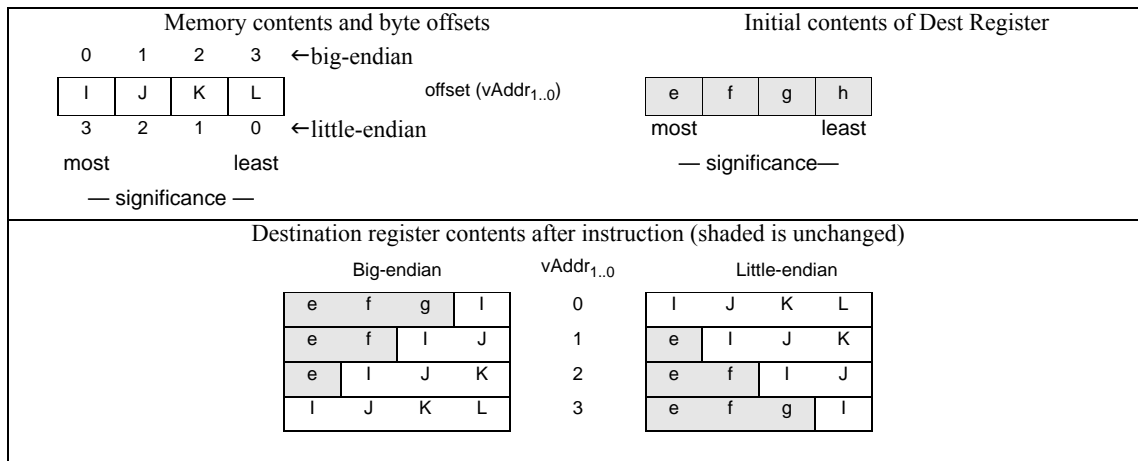 Memory contents and byte offsets
Initial contents of Dest Register
0 1 2 3 ←big-endian
I J K L
offset (vAddr1..0)
e f g h
3 2 1 0 ←little-endian
most least
most least
— significance —
— significance—
Destination register contents after instruction (shaded is unchanged)
Big-endian vAddr1..0 Little-endian
e f g I 0 I J K L
e f I J 1 e I J K
e I J K 2 e f I J
I J K L 3 e f g I